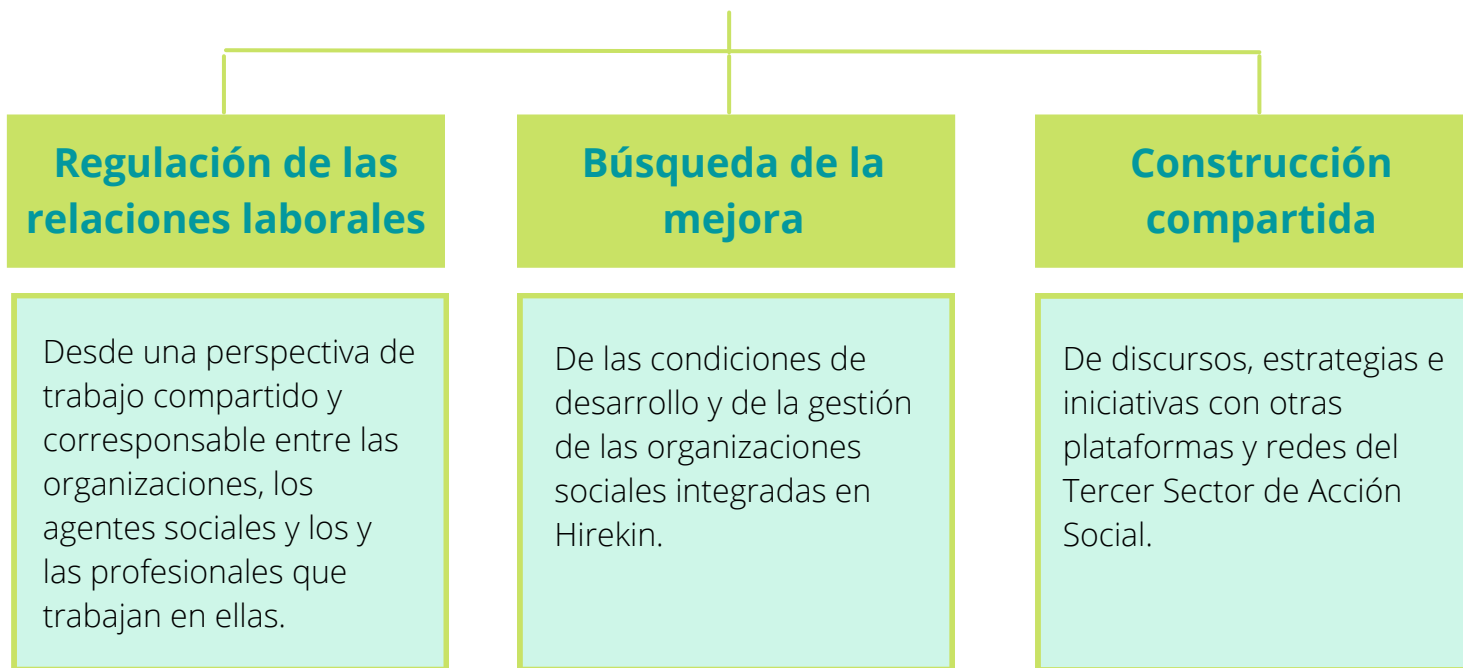 Regulación de las
relaciones laborales
Desde una perspectiva de
trabajo compartido y
corresponsable entre las
organizaciones, los
agentes sociales y los y
las profesionales que
trabajan en ellas.
Búsqueda de la
mejora
De las condiciones de
desarrollo y de la gestión
de las organizaciones
sociales integradas en
Hirekin.
Construcción
compartida
De discursos, estrategias e
iniciativas con otras
plataformas y redes del
Tercer Sector de Acción
Social.